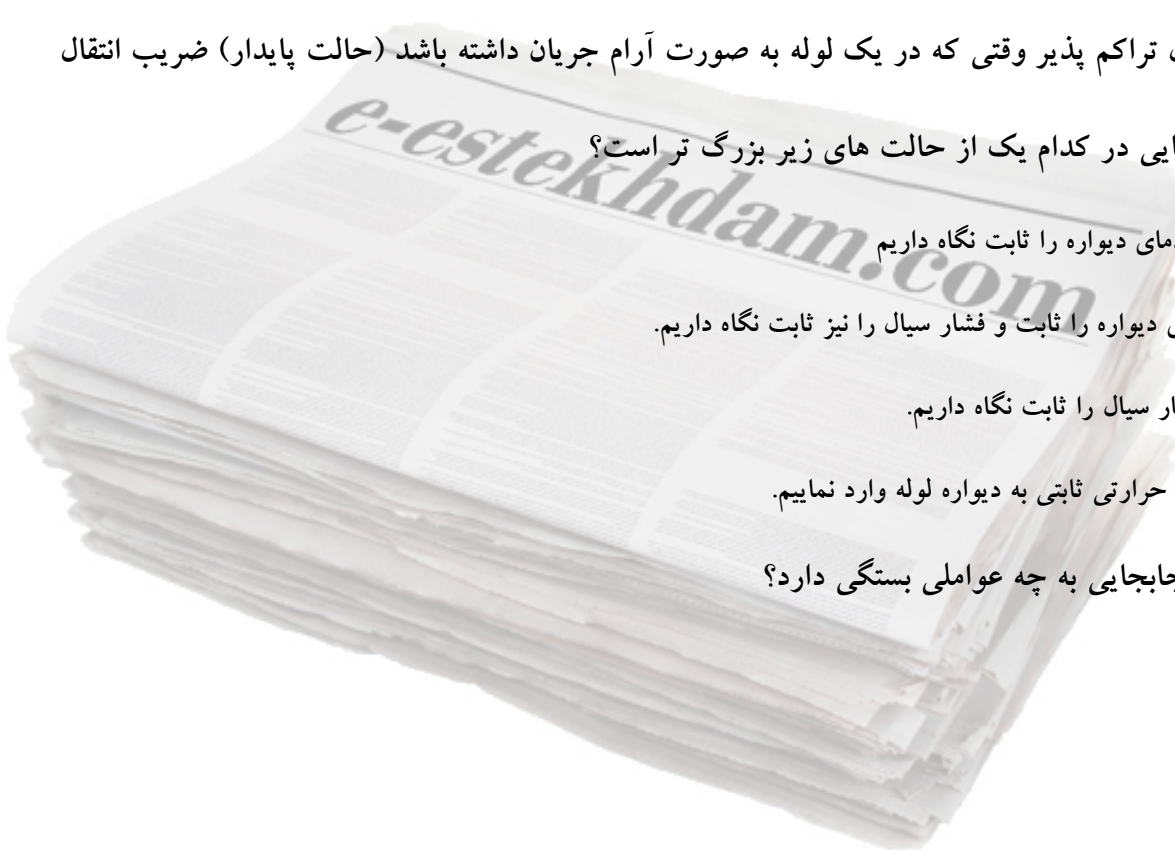 تراکم پذیر وقتی که در یک لوله به صورت آرام جریان داشته باشد (حالت پایدار) ضریب انتقال
در کدام یک از حالت های زیر بزرگ تر است؟
e-estekhdam.com
دیواره را ثابت نگاه داریم
دیواره را ثابت و فشار سیال را نیز ثابت نگاه داریم.
سیال را ثابت نگاه داریم.
حرارتی ثابتی به دیواره لوله وارد نماییم.
جابجایی به چه عواملی بستگی دارد؟